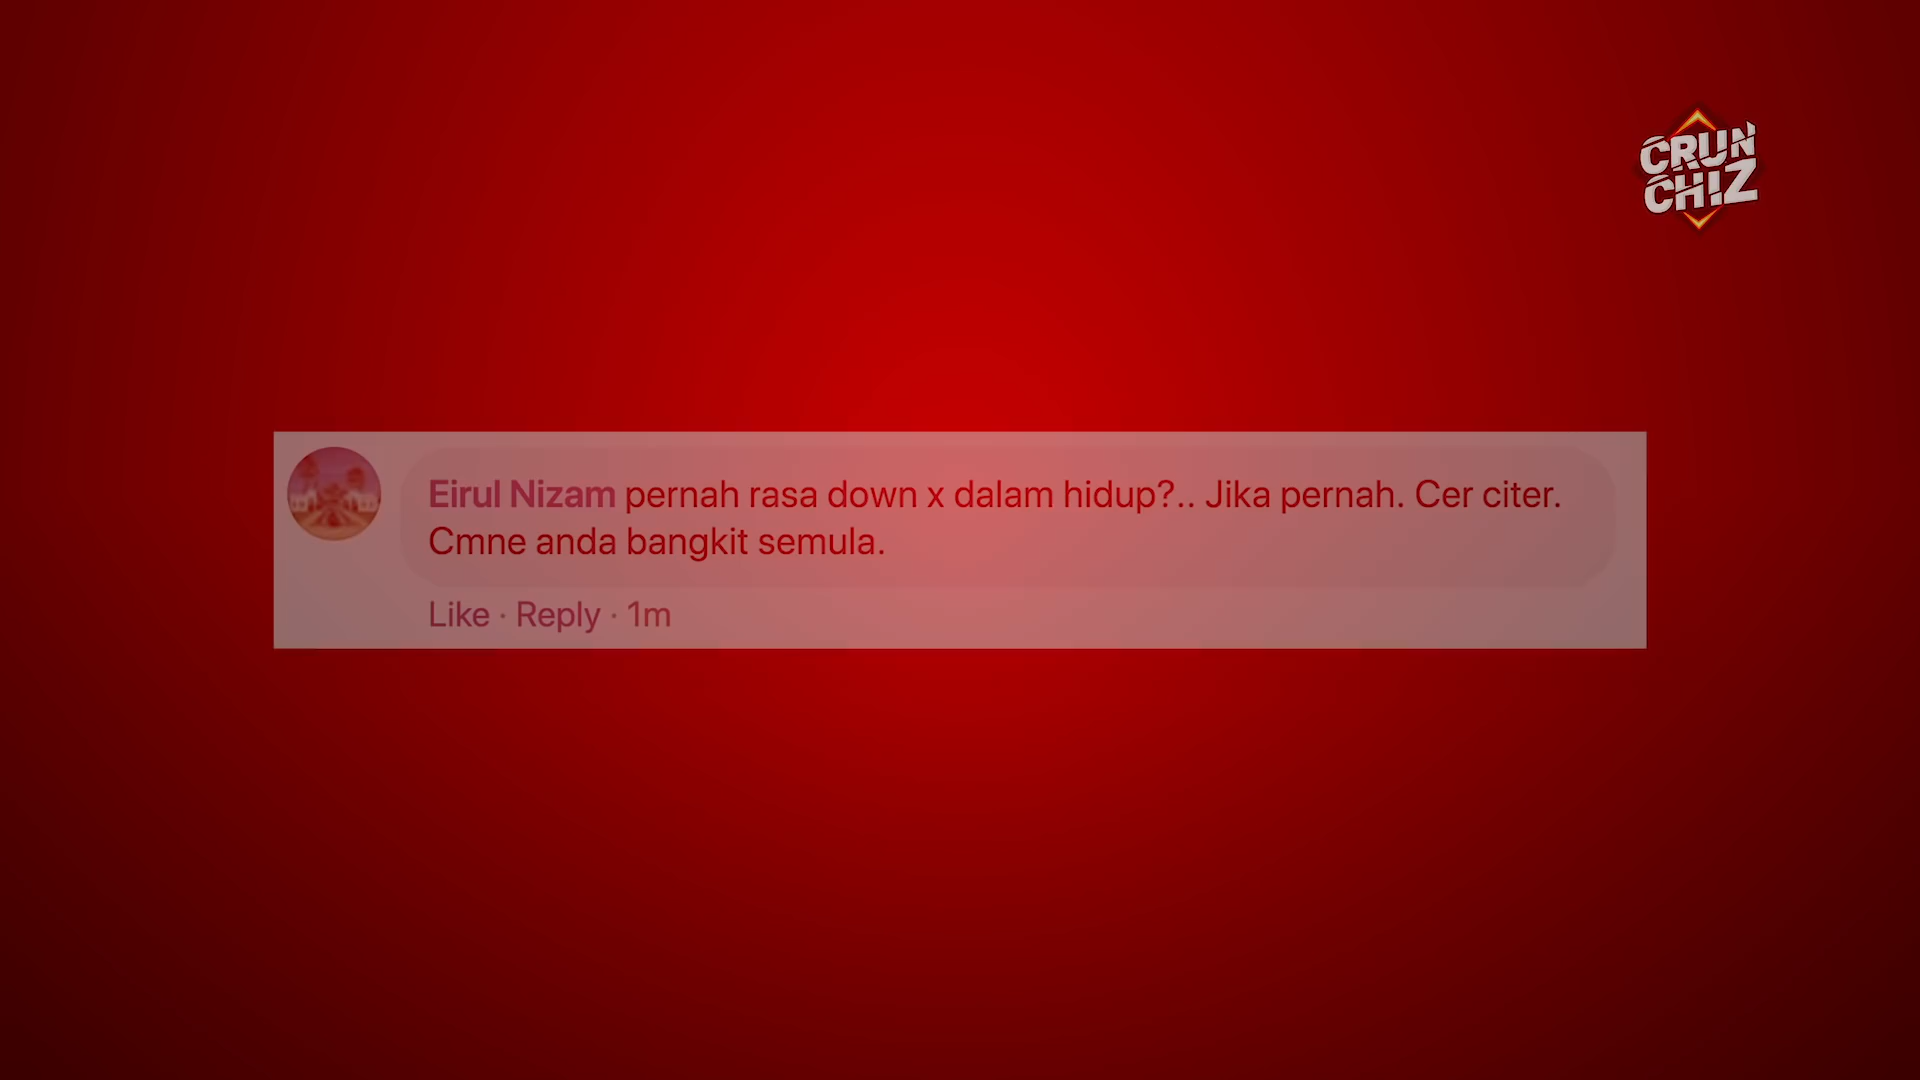 CRUN
CHIZ
Eirul Nizam pernah rasa down x dalam hidup?.. Jika pernah. Cer citer.
Cmne anda bangkit semula.
Like · Reply · 1m